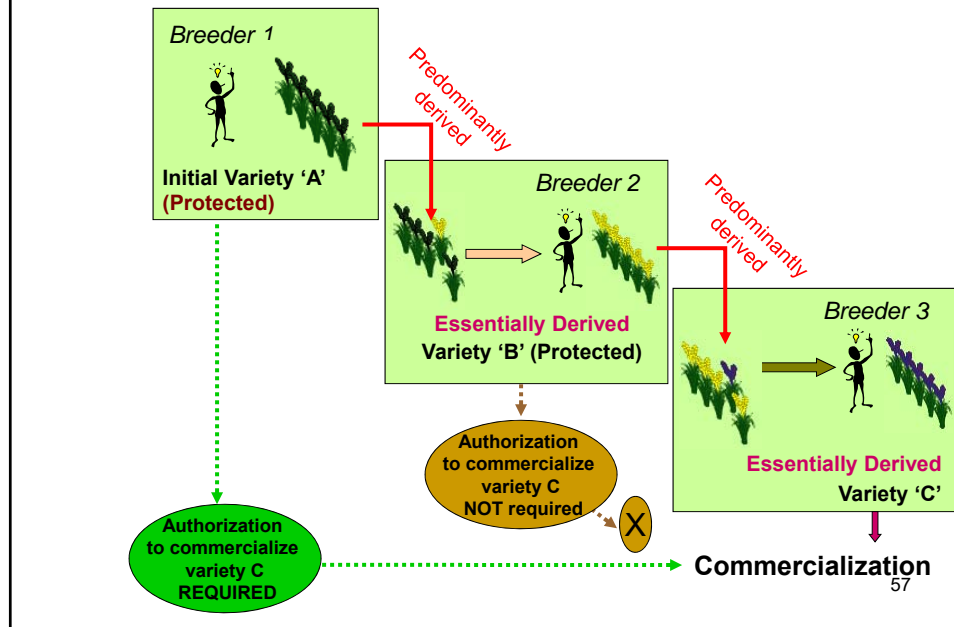 Breeder 1
Initial Variety ‘A’
(Protected)
Predominantly
derived
Breeder 2
Essentially Derived
Variety ‘B’ (Protected)
Predominantly
derived
Breeder 3
Essentially Derived
Variety ‘C’
Authorization
to commercialize
variety C
NOT required
X
Authorization
to commercialize
variety C
REQUIRED
Commercialization
57